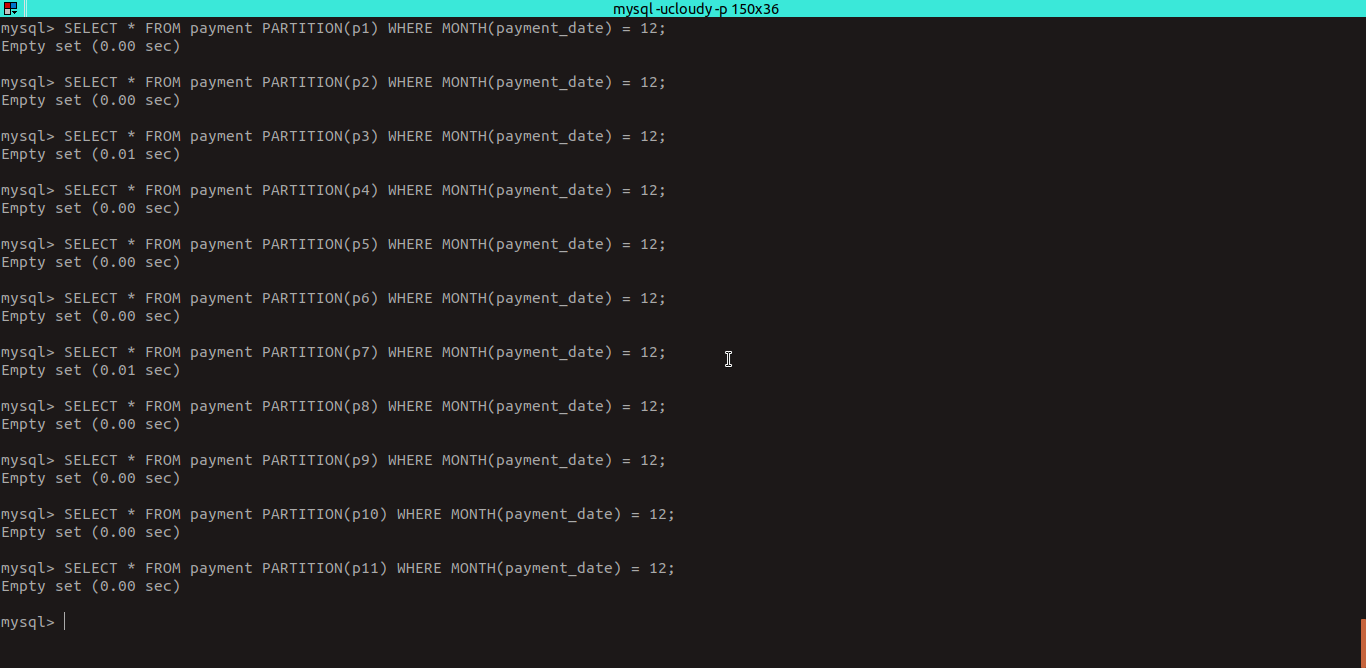 mysql -ucloudy -p 150x36
mysql> SELECT * FROM payment PARTITION(p1) WHERE MONTH(payment_date) = 12;
Empty set (0.00 sec)
mysql> SELECT * FROM payment PARTITION(p2) WHERE MONTH(payment_date) = 12;
Empty set (0.00 sec)
mysql> SELECT * FROM payment PARTITION(p3) WHERE MONTH(payment_date) = 12;
Empty set (0.01 sec)
mysql> SELECT * FROM payment PARTITION(p4) WHERE MONTH(payment_date) = 12;
Empty set (0.00 sec)
mysql> SELECT * FROM payment PARTITION(p5) WHERE MONTH(payment_date) = 12;
Empty set (0.00 sec)
mysql> SELECT * FROM payment PARTITION(p6) WHERE MONTH(payment_date) = 12;
Empty set (0.00 sec)
mysql> SELECT * FROM payment PARTITION(p7) WHERE MONTH(payment_date) = 12;
Empty set (0.01 sec)
mysql> SELECT * FROM payment PARTITION(p8) WHERE MONTH(payment_date) = 12;
Empty set (0.00 sec)
mysql> SELECT * FROM payment PARTITION(p9) WHERE MONTH(payment_date) = 12;
Empty set (0.00 sec)
mysql> SELECT * FROM payment PARTITION(p10) WHERE MONTH(payment_date) = 12;
Empty set (0.00 sec)
mysql> SELECT * FROM payment PARTITION(p11) WHERE MONTH(payment_date) = 12;
Empty set (0.00 sec)
mysql>